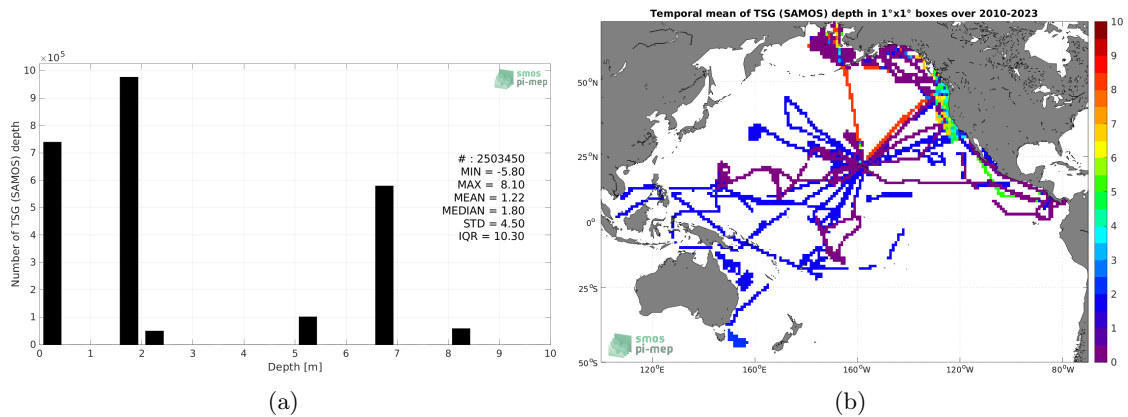 ×10⁵
10
9
8
7
6
5
4
3
2
1
0
Number of TSG (SAMOS) depth
smos
pi-mep
# : 2503450
MIN = -5.80
MAX = 8.10
MEAN = 1.22
MEDIAN = 1.80
STD = 4.50
IQR = 10.30
0 1 2 3 4 5 6 7 8 9 10
Depth [m]
(a)
Temporal mean of TSG (SAMOS) depth in 1°x1° boxes over 2010-2023
50°N
25°N
0°
25°S
50°S
120°E 160°E 160°W 120°W 80°W
smos
pi-mep
10
9
8
7
6
5
4
3
2
1
0
(b)